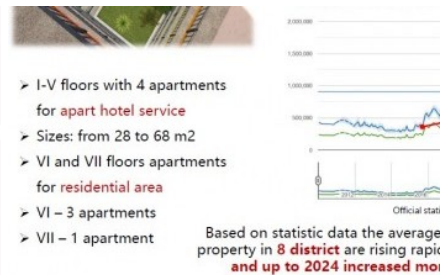 ➢ I-V floors with 4 apartments
for apart hotel service
➢ Sizes: from 28 to 68 m2
➢ VI and VII floors apartments
for residential area
➢ VI – 3 apartments
➢ VII – 1 apartment
2,000,000
1,500,000
1,000,000
500,000
0
Official stati
Based on statistic data the average
property in 8 district are rising rapid
and up to 2024 increased mor